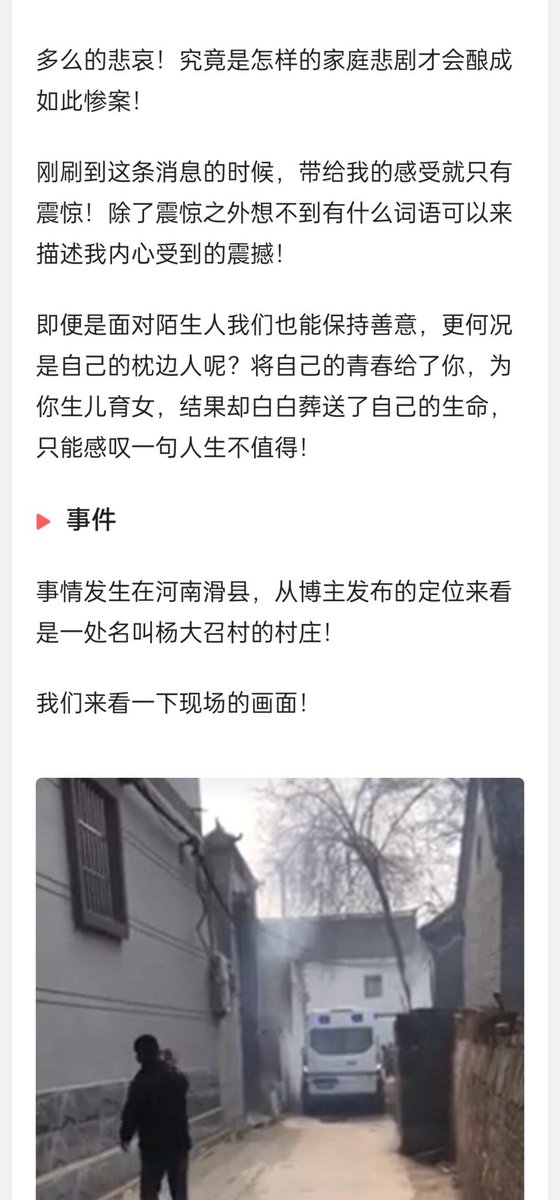 多么的悲哀！究竟是怎样的家庭悲剧才会酿成
如此惨案！
刚刷到这条消息的时候，带给我的感受就只有
震惊！除了震惊之外想不到有什么词语可以来
描述我内心受到的震撼！
即便是面对陌生人我们也能保持善意，更何况
是自己的枕边人呢？将自己的青春给了你，为
你生儿育女，结果却白白葬送了自己的生命，
只能感叹一句人生不值得！
事件
事情发生在河南滑县，从博主发布的定位来看
是一处名叫杨大召村的村庄！
我们来看一下现场的画面！